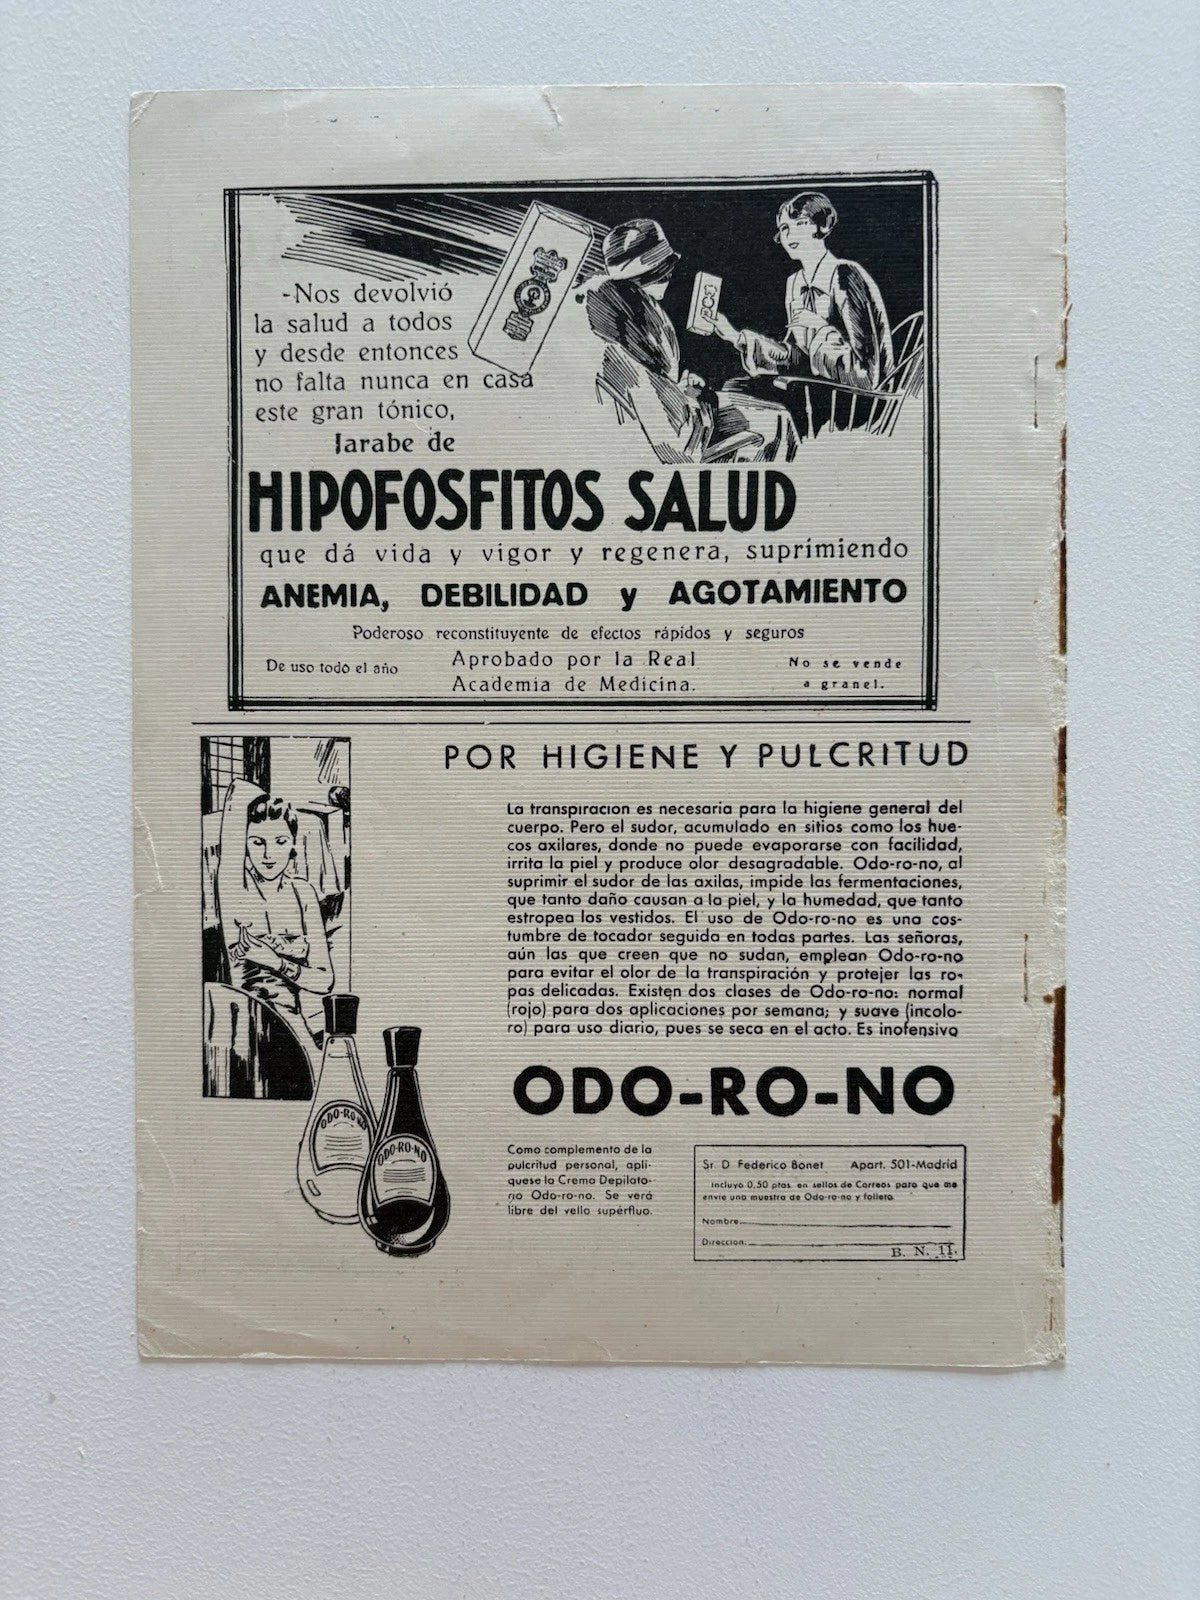 -Nos devolvió
la salud a todos
y desde entonces
no falta nunca en casa
este gran tónico,
Jarabe de
HIPOFOSFITOS SALUD
que dá vida y vigor y regenera, suprimiendo
ANEMIA, DEBILIDAD y AGOTAMIENTO
Poderoso reconstituyente de efectos rápidos y seguros
De uso todo el año
Aprobado por la Real
Academia de Medicina.
No se vende
a granel.
POR HIGIENE Y PULCRITUD
La transpiracion es necesaria para la higiene general del
cuerpo. Pero el sudor, acumulado en sitios como los hue-
cos axilares, donde no puede evaporarse con facilidad,
irrita la piel y produce olor desagradable. Odo-ro-no, al
suprimir el sudor de las axilas, impide las fermentaciones,
que tanto daño causan a la piel, y la humedad, que tanto
estropea los vestidos. El uso de Odo-ro-no es una cos-
tumbre de tocador seguida en todas partes. Las señoras,
aún las que creen que no sudan, emplean Odo-ro-no
para evitar el olor de la transpiración y protejer las ro-
pas delicadas. Existen dos clases de Odo-ro-no: normal
(rojo) para dos aplicaciones por semana; y suave (incolo-
ro) para uso diario, pues se seca en el acto. Es inofensivo
ODO-RO-NO
ODO-RO-NO
ODO-RO-NO
Como complemento de la
pulcritud personal, apli-
quese la Crema Depilato-
rio Odo-ro-no. Se verá
libre del vello supérfluo.
Sr. D Federico Bonet Apart. 501-Madrid
Incluyo 0,50 ptas. en sellos de Correos para que me
envie una muestra de Odo-ro-no y folleto.
Nombre
Direccion:
B. N. 11.